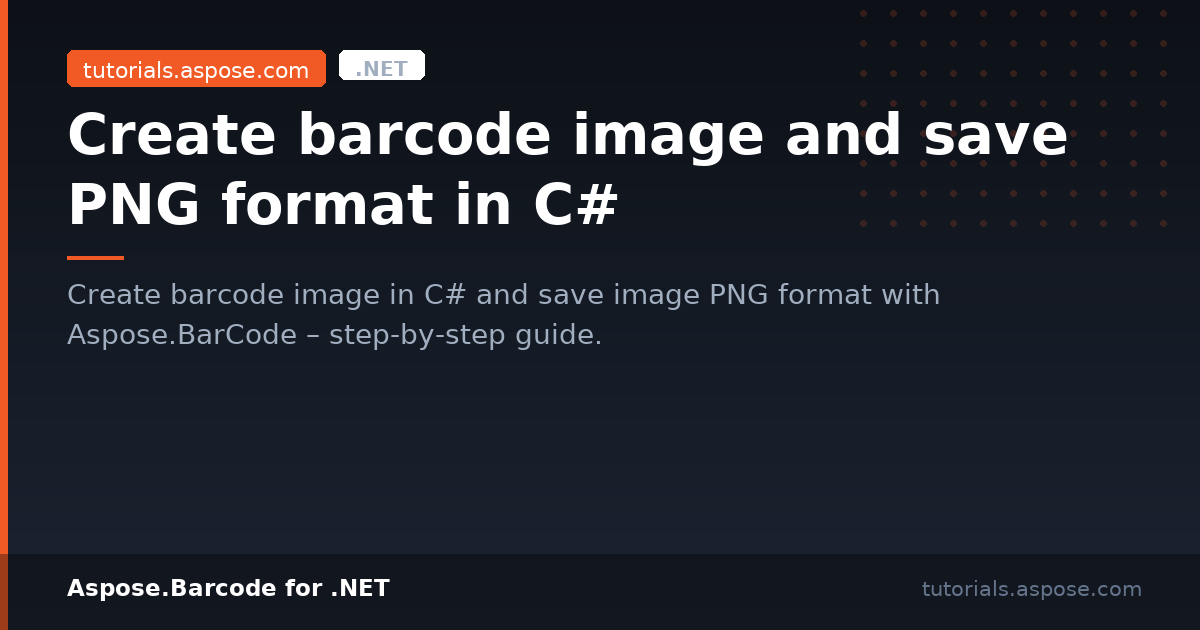 tutorials.aspose.com .NET
Create barcode image and save
PNG format in C#
Create barcode image in C# and save image PNG format with
Aspose.BarCode – step-by-step guide.
Aspose.Barcode for .NET tutorials.aspose.com